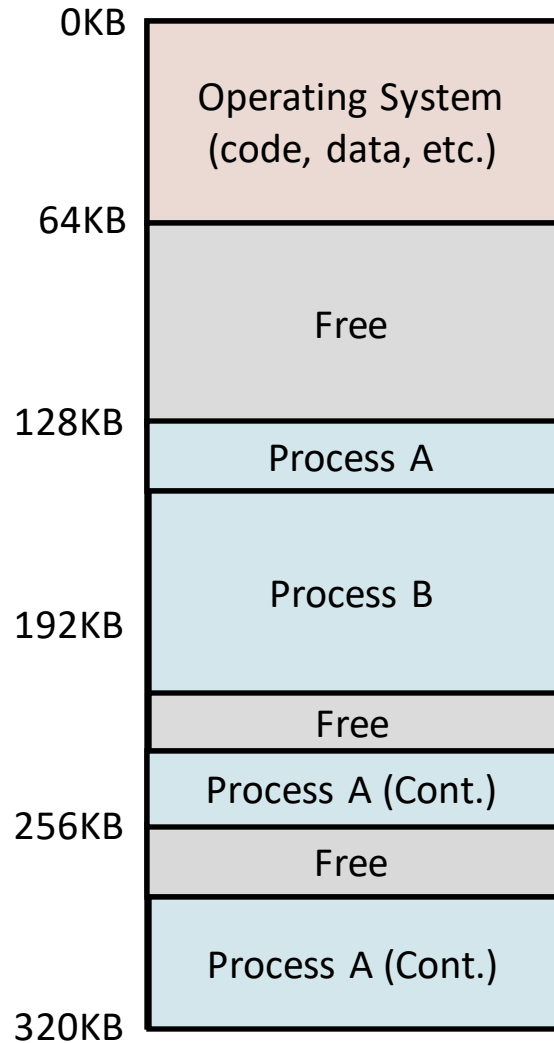 0KB
Operating System
(code, data, etc.)
64KB
Free
128KB
Process A
Process B
192KB
Free
Process A (Cont.)
256KB
Free
Process A (Cont.)
320KB